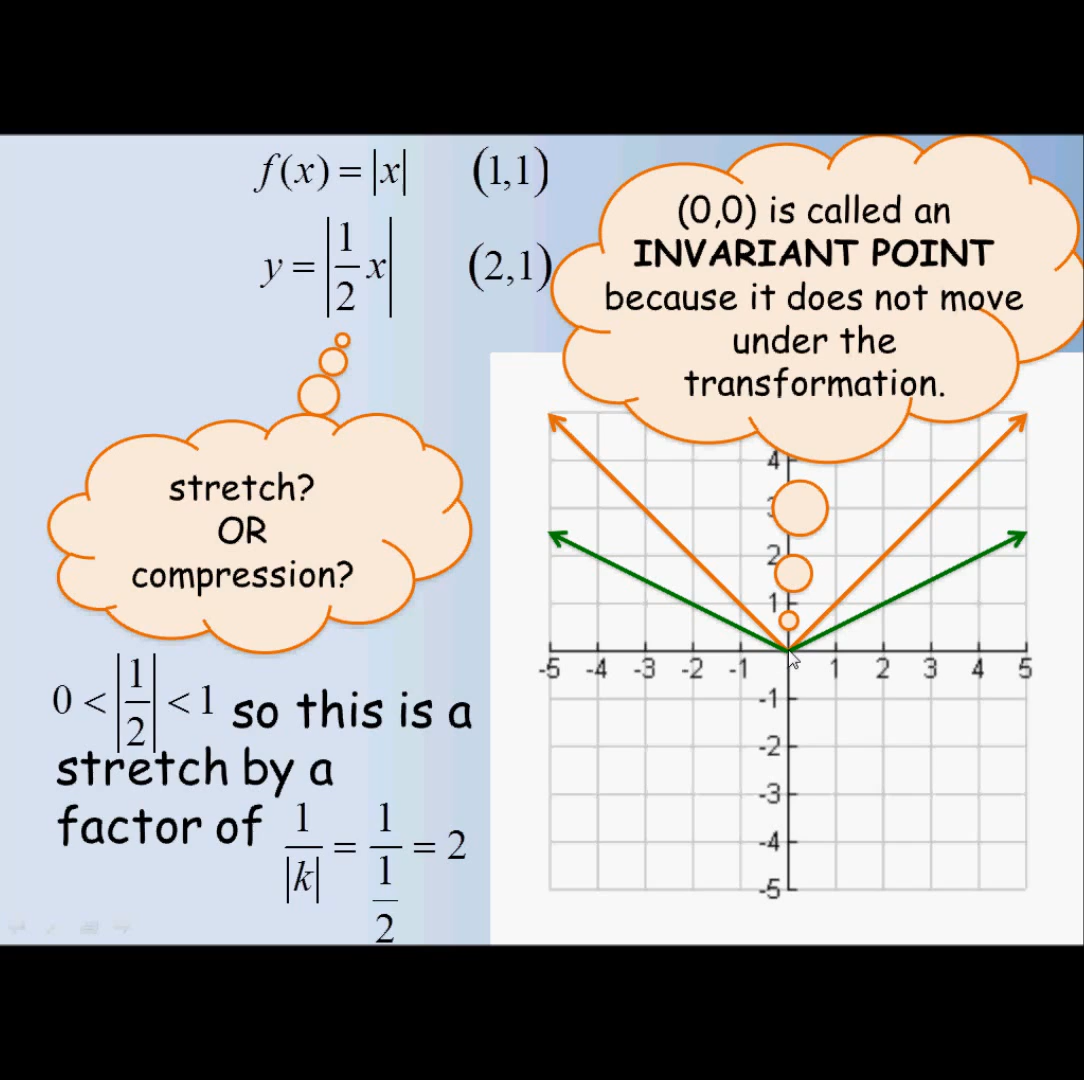 f(x) = |x| (1,1)
y = |1/2 x| (2,1)
(0,0) is called an
INVARIANT POINT
because it does not move
under the
transformation.
stretch?
OR
compression?
0 < |1/2| < 1 so this is a
stretch by a
factor of 1/|k| = 1/(1/2) = 2
4
3
2
1
-5 -4 -3 -2 -1 1 2 3 4 5
-1
-2
-3
-4
-5